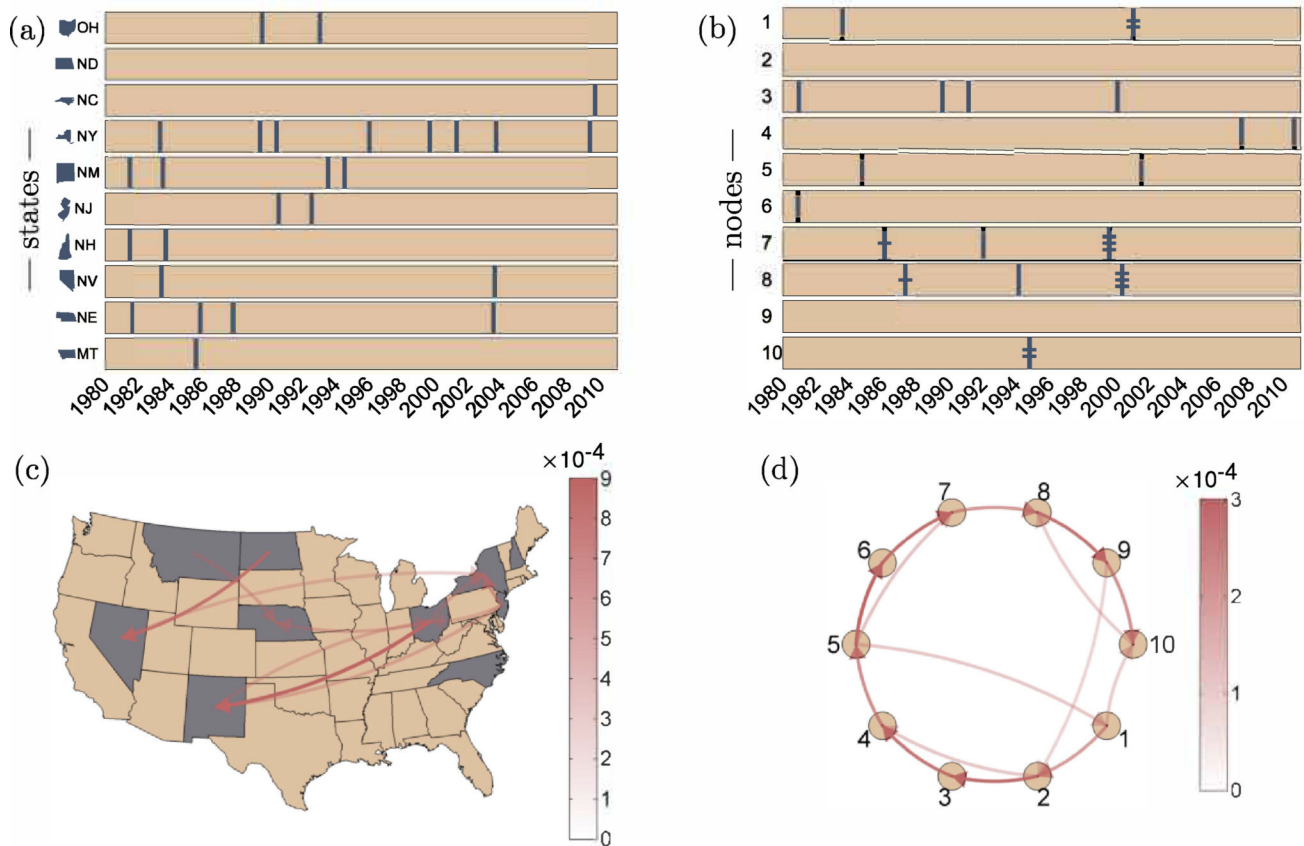 (a)
OH
ND
NC
NY
NM
NJ
NH
NV
NE
MT
— states —
1980 1982 1984 1986 1988 1990 1992 1994 1996 1998 2000 2002 2004 2006 2008 2010
(b)
1
2
3
4
5
6
7
8
9
10
— nodes —
1980 1982 1984 1986 1988 1990 1992 1994 1996 1998 2000 2002 2004 2006 2008 2010
(c)
×10⁻⁴
9
8
7
6
5
4
3
2
1
0
(d)
7 8
6 9
5 10
4 1
3 2
×10⁻⁴
3
2
1
0